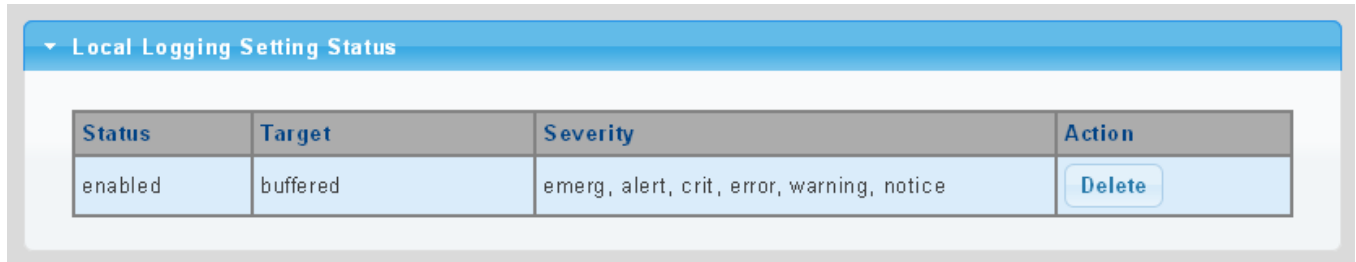 Local Logging Setting Status
Status Target Severity Action
enabled buffered emerg, alert, crit, error, warning, notice Delete